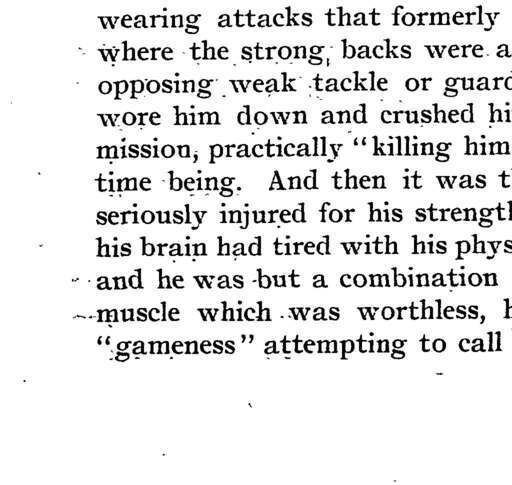 wearing attacks that formerly
where the strong backs were a
opposing weak tackle or guard
wore him down and crushed hi
mission, practically “killing him
time being. And then it was t
seriously injured for his strengt
his brain had tired with his phys
and he was but a combination
muscle which was worthless, h
“gameness” attempting to call